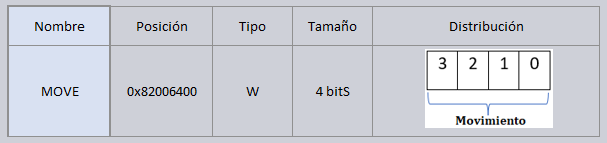 Nombre Posición Tipo Tamaño Distribución
MOVE 0x82006400 W 4 bitS
3 2 1 0
Movimiento